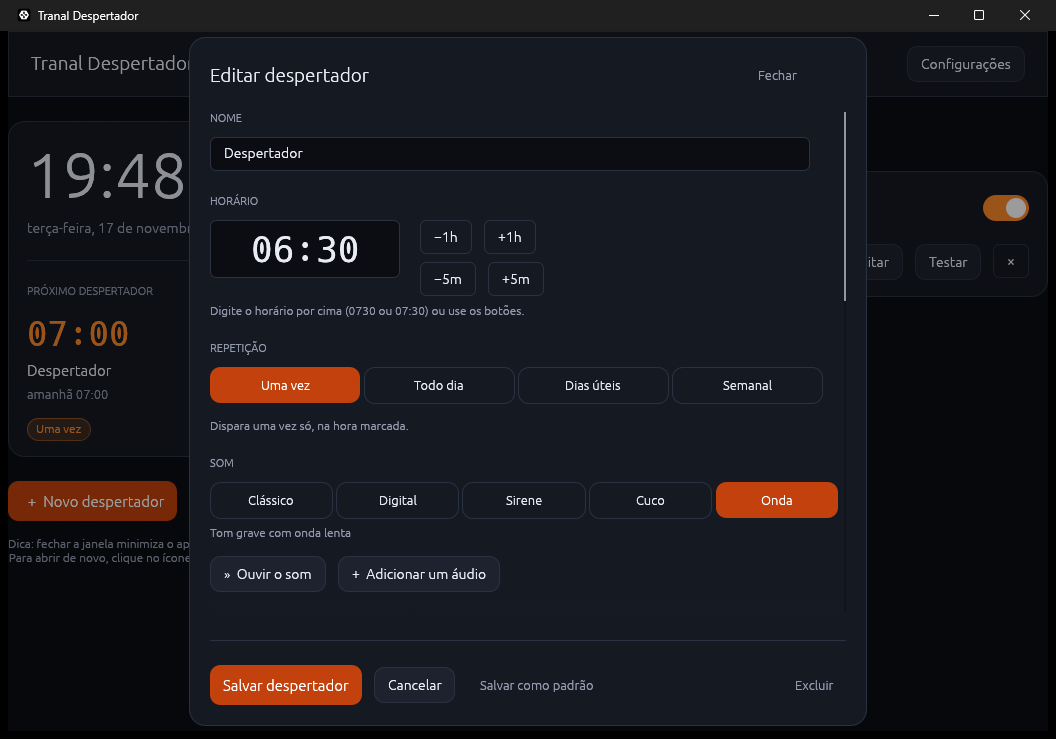 Tranal Despertador
Tranal Despertador
Configurações
19:48
terça-feira, 17 de novembr
PRÓXIMO DESPERTADOR
07:00
Despertador
amanhã 07:00
Uma vez
+ Novo despertador
Dica: fechar a janela minimiza o ap
Para abrir de novo, clique no ícone
itar
Testar
×
Editar despertador
Fechar
NOME
Despertador
HORÁRIO
06:30
−1h
+1h
−5m
+5m
Digite o horário por cima (0730 ou 07:30) ou use os botões.
REPETIÇÃO
Uma vez
Todo dia
Dias úteis
Semanal
Dispara uma vez só, na hora marcada.
SOM
Clássico
Digital
Sirene
Cuco
Onda
Tom grave com onda lenta
» Ouvir o som
+ Adicionar um áudio
Salvar despertador
Cancelar
Salvar como padrão
Excluir